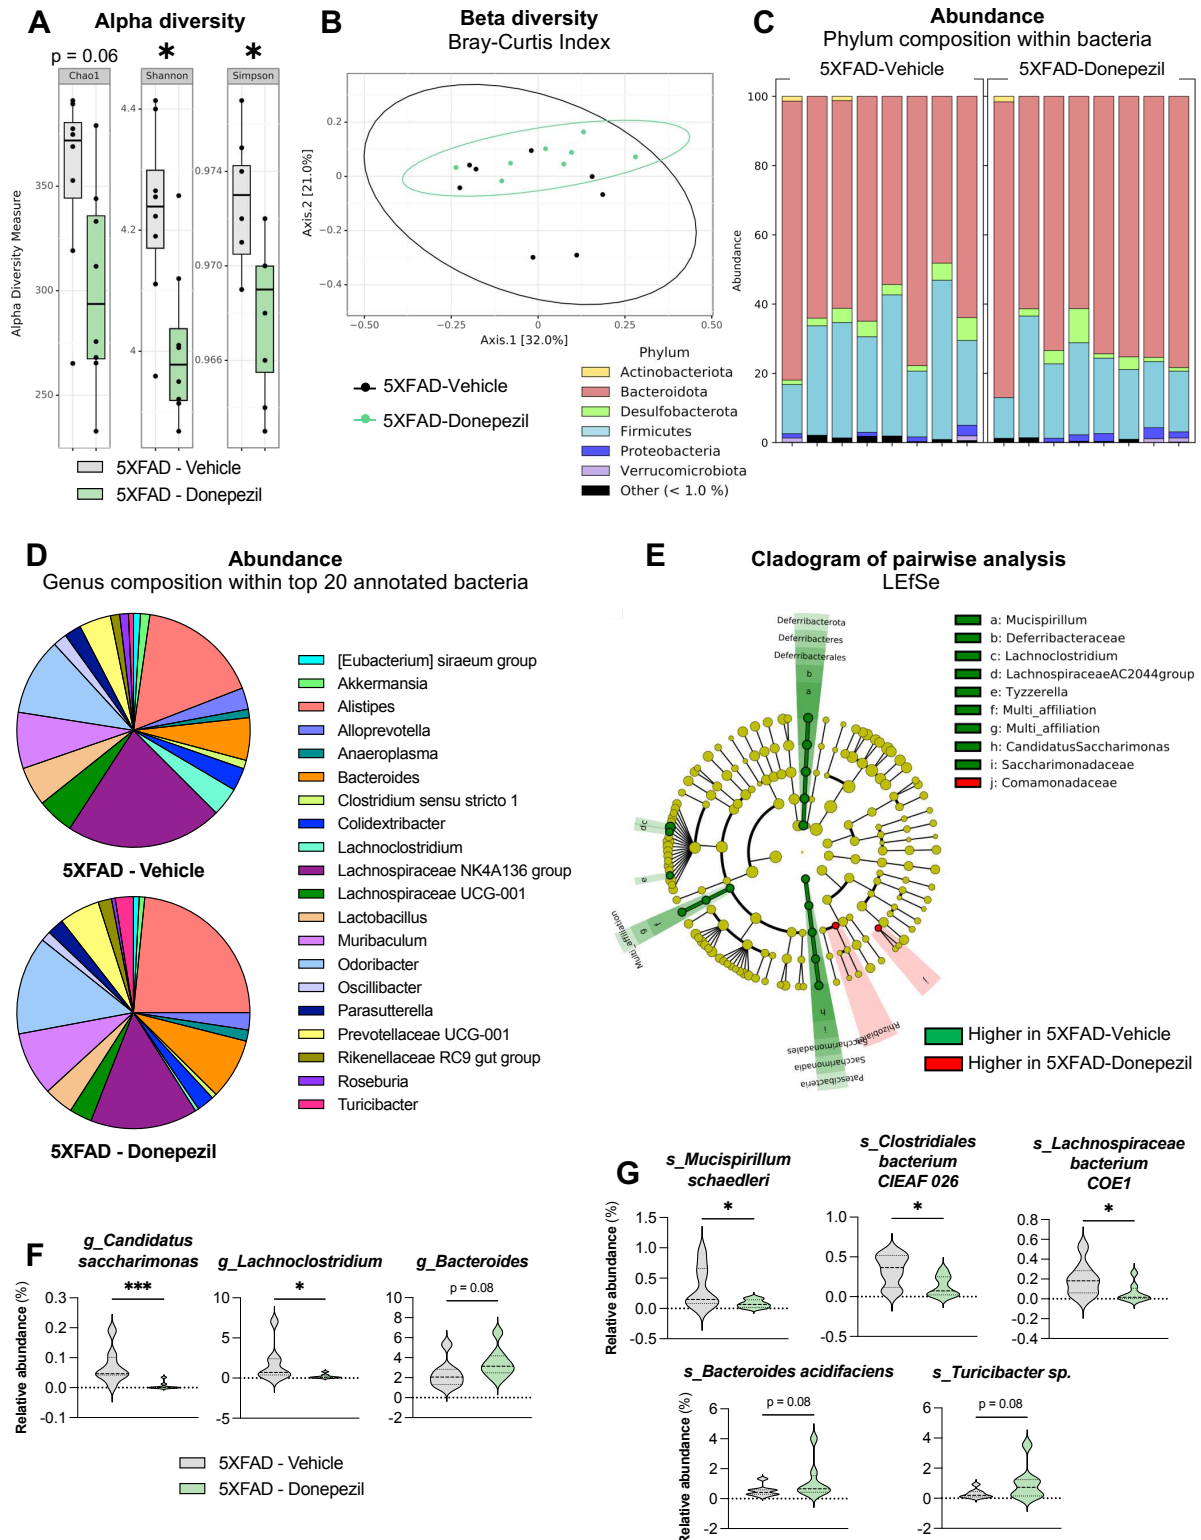 A
Alpha diversity
p = 0.06
*
*
Chao1
Shannon
Simpson
Alpha Diversity Measure
350
300
250
4.4
4.2
4
0.974
0.970
0.966
5XFAD - Vehicle
5XFAD - Donepezil
B
Beta diversity
Bray-Curtis Index
Axis.2 [21.0%]
0.2
0
−0.2
−0.4
−0.50
−0.25
0
0.25
0.50
Axis.1 [32.0%]
5XFAD-Vehicle
5XFAD-Donepezil
C
Abundance
Phylum composition within bacteria
5XFAD-Vehicle
5XFAD-Donepezil
Abundance
100
80
60
40
20
0
Phylum
Actinobacteriota
Bacteroidota
Desulfobacterota
Firmicutes
Proteobacteria
Verrucomicrobiota
Other (< 1.0 %)
D
Abundance
Genus composition within top 20 annotated bacteria
5XFAD - Vehicle
5XFAD - Donepezil
[Eubacterium] siraeum group
Akkermansia
Alistipes
Alloprevotella
Anaeroplasma
Bacteroides
Clostridium sensu stricto 1
Colidextribacter
Lachnoclostridium
Lachnospiraceae NK4A136 group
Lachnospiraceae UCG-001
Lactobacillus
Muribaculum
Odoribacter
Oscillibacter
Parasutterella
Prevotellaceae UCG-001
Rikenellaceae RC9 gut group
Roseburia
Turicibacter
E
Cladogram of pairwise analysis
LEfSe
Deferribacterota
Deferribacteres
Deferribacterales
b
a
d c
e
f
g
Multi_affiliation
h
i
Saccharimonadales
Saccharimonadia
Patescibacteria
Rhizobiales
j
a: Mucispirillum
b: Deferribacteraceae
c: Lachnoclostridium
d: LachnospiraceaeAC2044group
e: Tyzzerella
f: Multi_affiliation
g: Multi_affiliation
h: CandidatusSaccharimonas
i: Saccharimonadaceae
j: Comamonadaceae
Higher in 5XFAD-Vehicle
Higher in 5XFAD-Donepezil
F
g_Candidatus
saccharimonas
***
Relative abundance (%)
0.3
0.2
0.1
0.0
-0.1
g_Lachnoclostridium
*
10
5
0
-5
g_Bacteroides
p = 0.08
10
8
6
4
2
0
-2
5XFAD - Vehicle
5XFAD - Donepezil
G
s_Mucispirillum
schaedleri
*
Relative abundance (%)
1.5
1.0
0.5
0.0
-0.5
s_Clostridiales
bacterium
CIEAF 026
*
1.0
0.5
0.0
-0.5
s_Lachnospiraceae
bacterium
COE1
*
0.8
0.6
0.4
0.2
0.0
-0.2
-0.4
s_Bacteroides acidifaciens
p = 0.08
Relative abundance (%)
6
4
2
0
-2
s_Turicibacter sp.
p = 0.08
6
4
2
0
-2